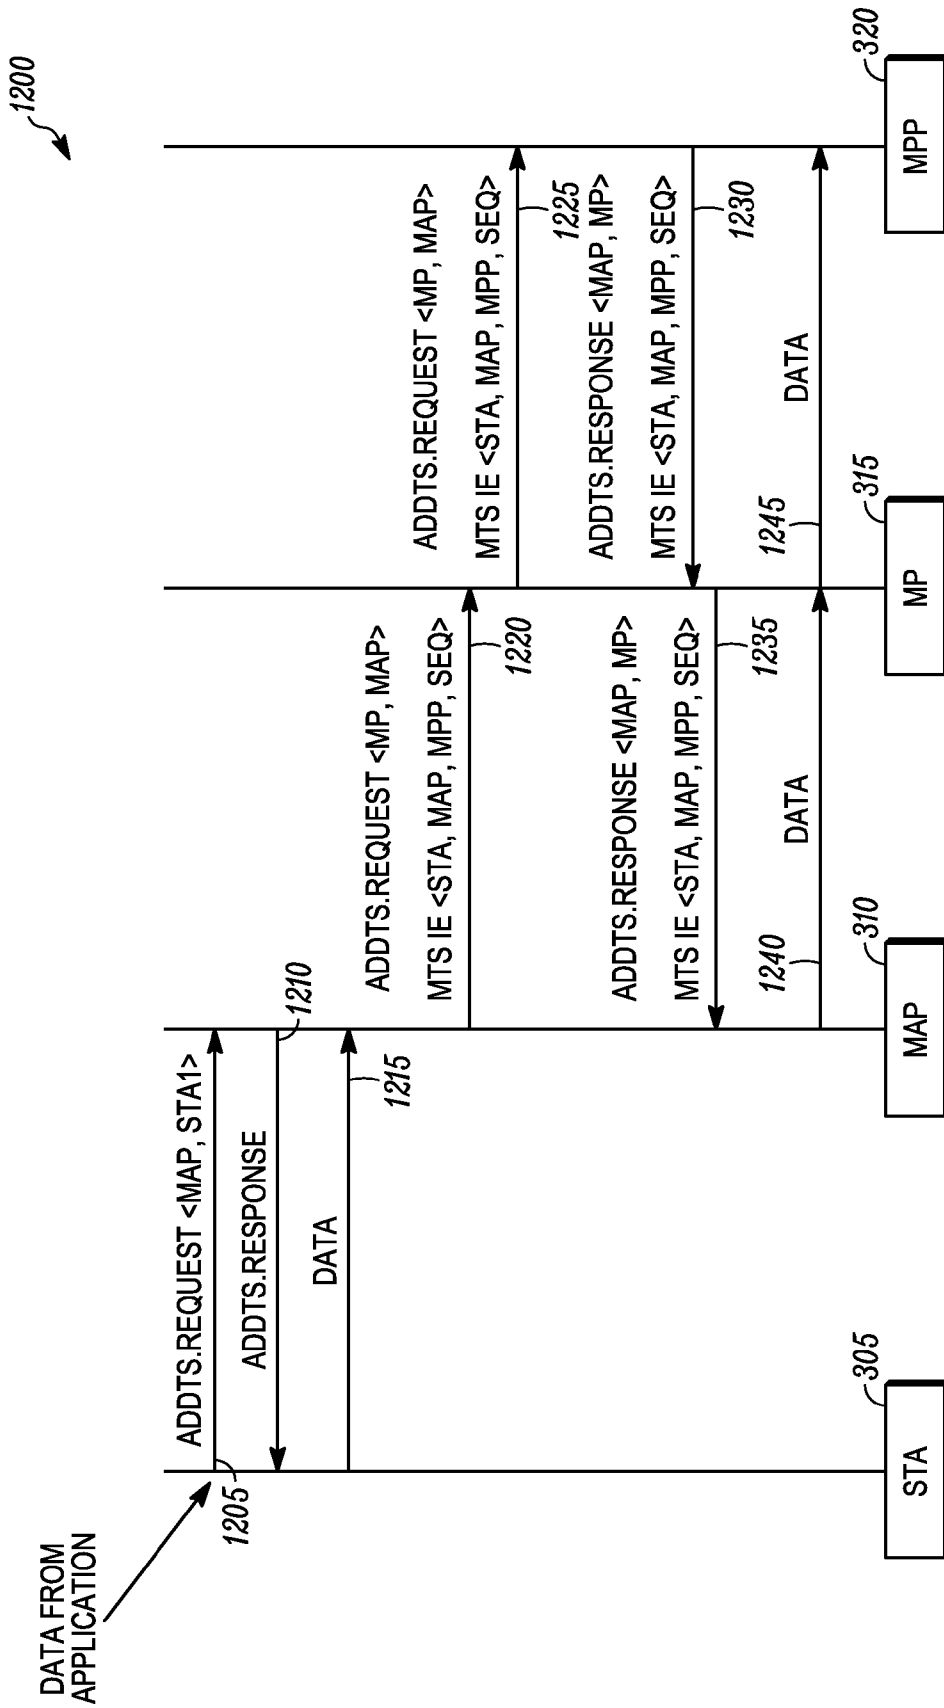 1200
DATA FROM
APPLICATION
1205
ADDTS.REQUEST <MAP, STA1>
ADDTS.RESPONSE
1210
DATA
1215
ADDTS.REQUEST <MP, MAP>
MTS IE <STA, MAP, MPP, SEQ>
1220
ADDTS.REQUEST <MP, MAP>
MTS IE <STA, MAP, MPP, SEQ>
1225
ADDTS.RESPONSE <MAP, MP>
MTS IE <STA, MAP, MPP, SEQ>
1230
ADDTS.RESPONSE <MAP, MP>
MTS IE <STA, MAP, MPP, SEQ>
1235
1240
DATA
1245
DATA
STA
305
MAP
310
MP
315
MPP
320